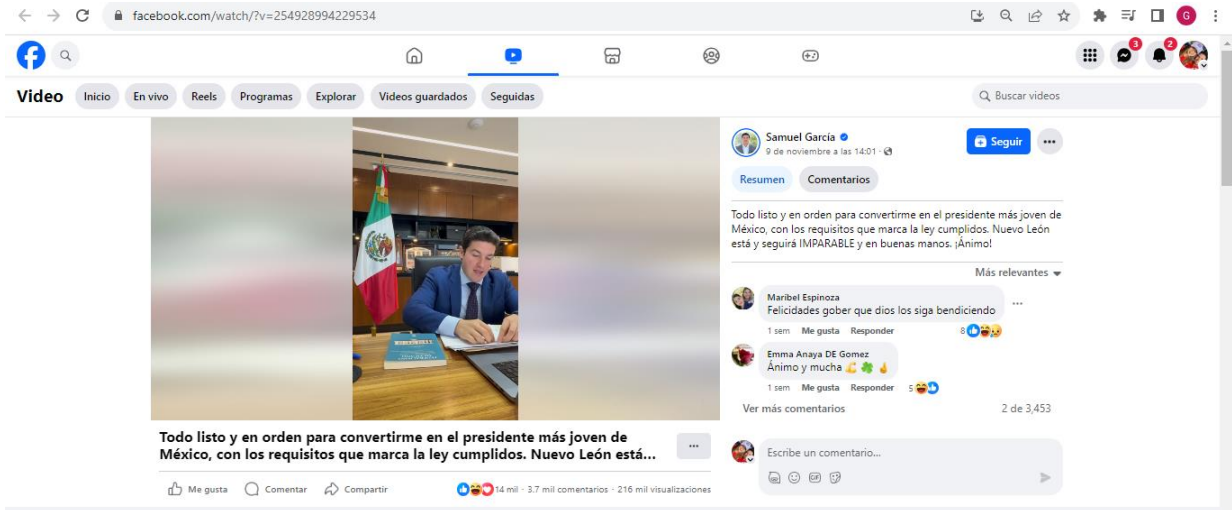 facebook.com/watch/?v=254928994229534
G
3
2
Video
Inicio
En vivo
Reels
Programas
Explorar
Videos guardados
Seguidas
Buscar videos
Samuel García
9 de noviembre a las 14:01 ·
Seguir
Resumen
Comentarios
Todo listo y en orden para convertirme en el presidente más joven de
México, con los requisitos que marca la ley cumplidos. Nuevo León
está y seguirá IMPARABLE y en buenas manos. ¡Ánimo!
Más relevantes
Maribel Espinoza
Felicidades gober que dios los siga bendiciendo
1 sem Me gusta Responder 8
Emma Anaya DE Gomez
Ánimo y mucha 💪 🍀 🤞
1 sem Me gusta Responder 5
Ver más comentarios 2 de 3,453
Escribe un comentario...
GIF
Todo listo y en orden para convertirme en el presidente más joven de
México, con los requisitos que marca la ley cumplidos. Nuevo León está...
Me gusta Comentar Compartir 14 mil · 3.7 mil comentarios · 216 mil visualizaciones